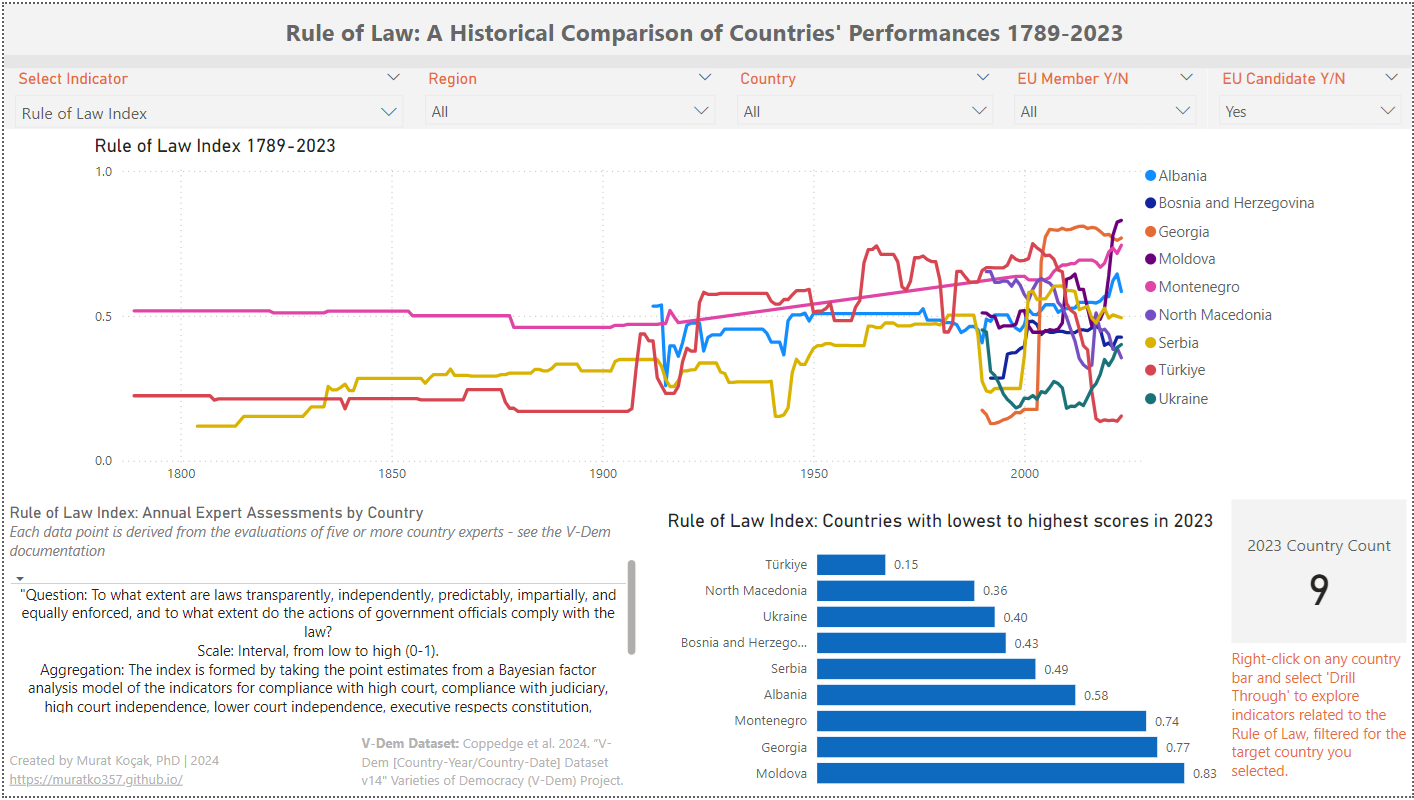 Rule of Law: A Historical Comparison of Countries' Performances 1789-2023
Select Indicator
Rule of Law Index
Region
All
Country
All
EU Member Y/N
All
EU Candidate Y/N
Yes
Rule of Law Index 1789-2023
1.0
0.5
0.0
1800
1850
1900
1950
2000
Albania
Bosnia and Herzegovina
Georgia
Moldova
Montenegro
North Macedonia
Serbia
Türkiye
Ukraine
Rule of Law Index: Annual Expert Assessments by Country
Each data point is derived from the evaluations of five or more country experts - see the V-Dem
documentation
"Question: To what extent are laws transparently, independently, predictably, impartially, and
equally enforced, and to what extent do the actions of government officials comply with the
law?
Scale: Interval, from low to high (0-1).
Aggregation: The index is formed by taking the point estimates from a Bayesian factor
analysis model of the indicators for compliance with high court, compliance with judiciary,
high court independence, lower court independence, executive respects constitution,
Created by Murat Koçak, PhD | 2024
https://muratko357.github.io/
V-Dem Dataset: Coppedge et al. 2024. "V-
Dem [Country-Year/Country-Date] Dataset
v14" Varieties of Democracy (V-Dem) Project.
Rule of Law Index: Countries with lowest to highest scores in 2023
Türkiye 0.15
North Macedonia 0.36
Ukraine 0.40
Bosnia and Herzego... 0.43
Serbia 0.49
Albania 0.58
Montenegro 0.74
Georgia 0.77
Moldova 0.83
2023 Country Count
9
Right-click on any country
bar and select 'Drill
Through' to explore
indicators related to the
Rule of Law, filtered for the
target country you
selected.